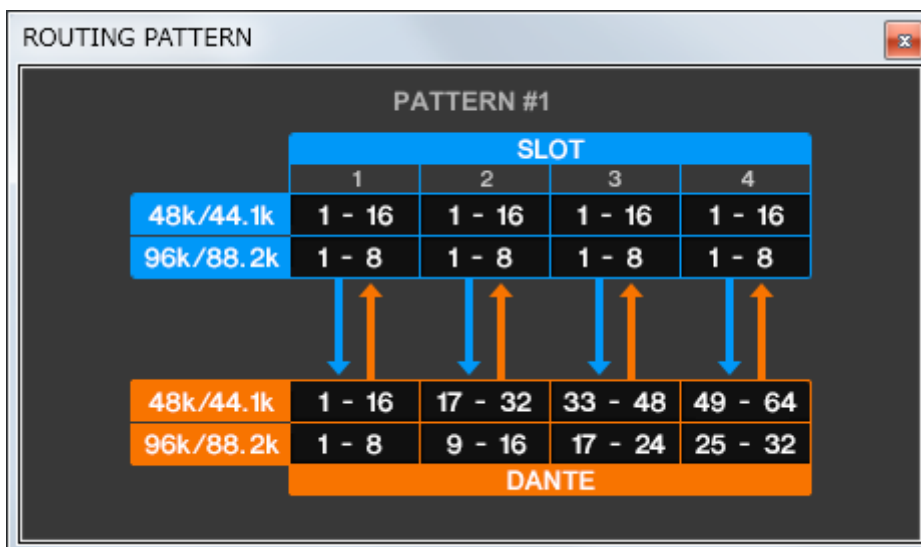 ROUTING PATTERN
x
PATTERN #1
SLOT
1 2 3 4
48k/44.1k 1 - 16 1 - 16 1 - 16 1 - 16
96k/88.2k 1 - 8 1 - 8 1 - 8 1 - 8
48k/44.1k 1 - 16 17 - 32 33 - 48 49 - 64
96k/88.2k 1 - 8 9 - 16 17 - 24 25 - 32
DANTE